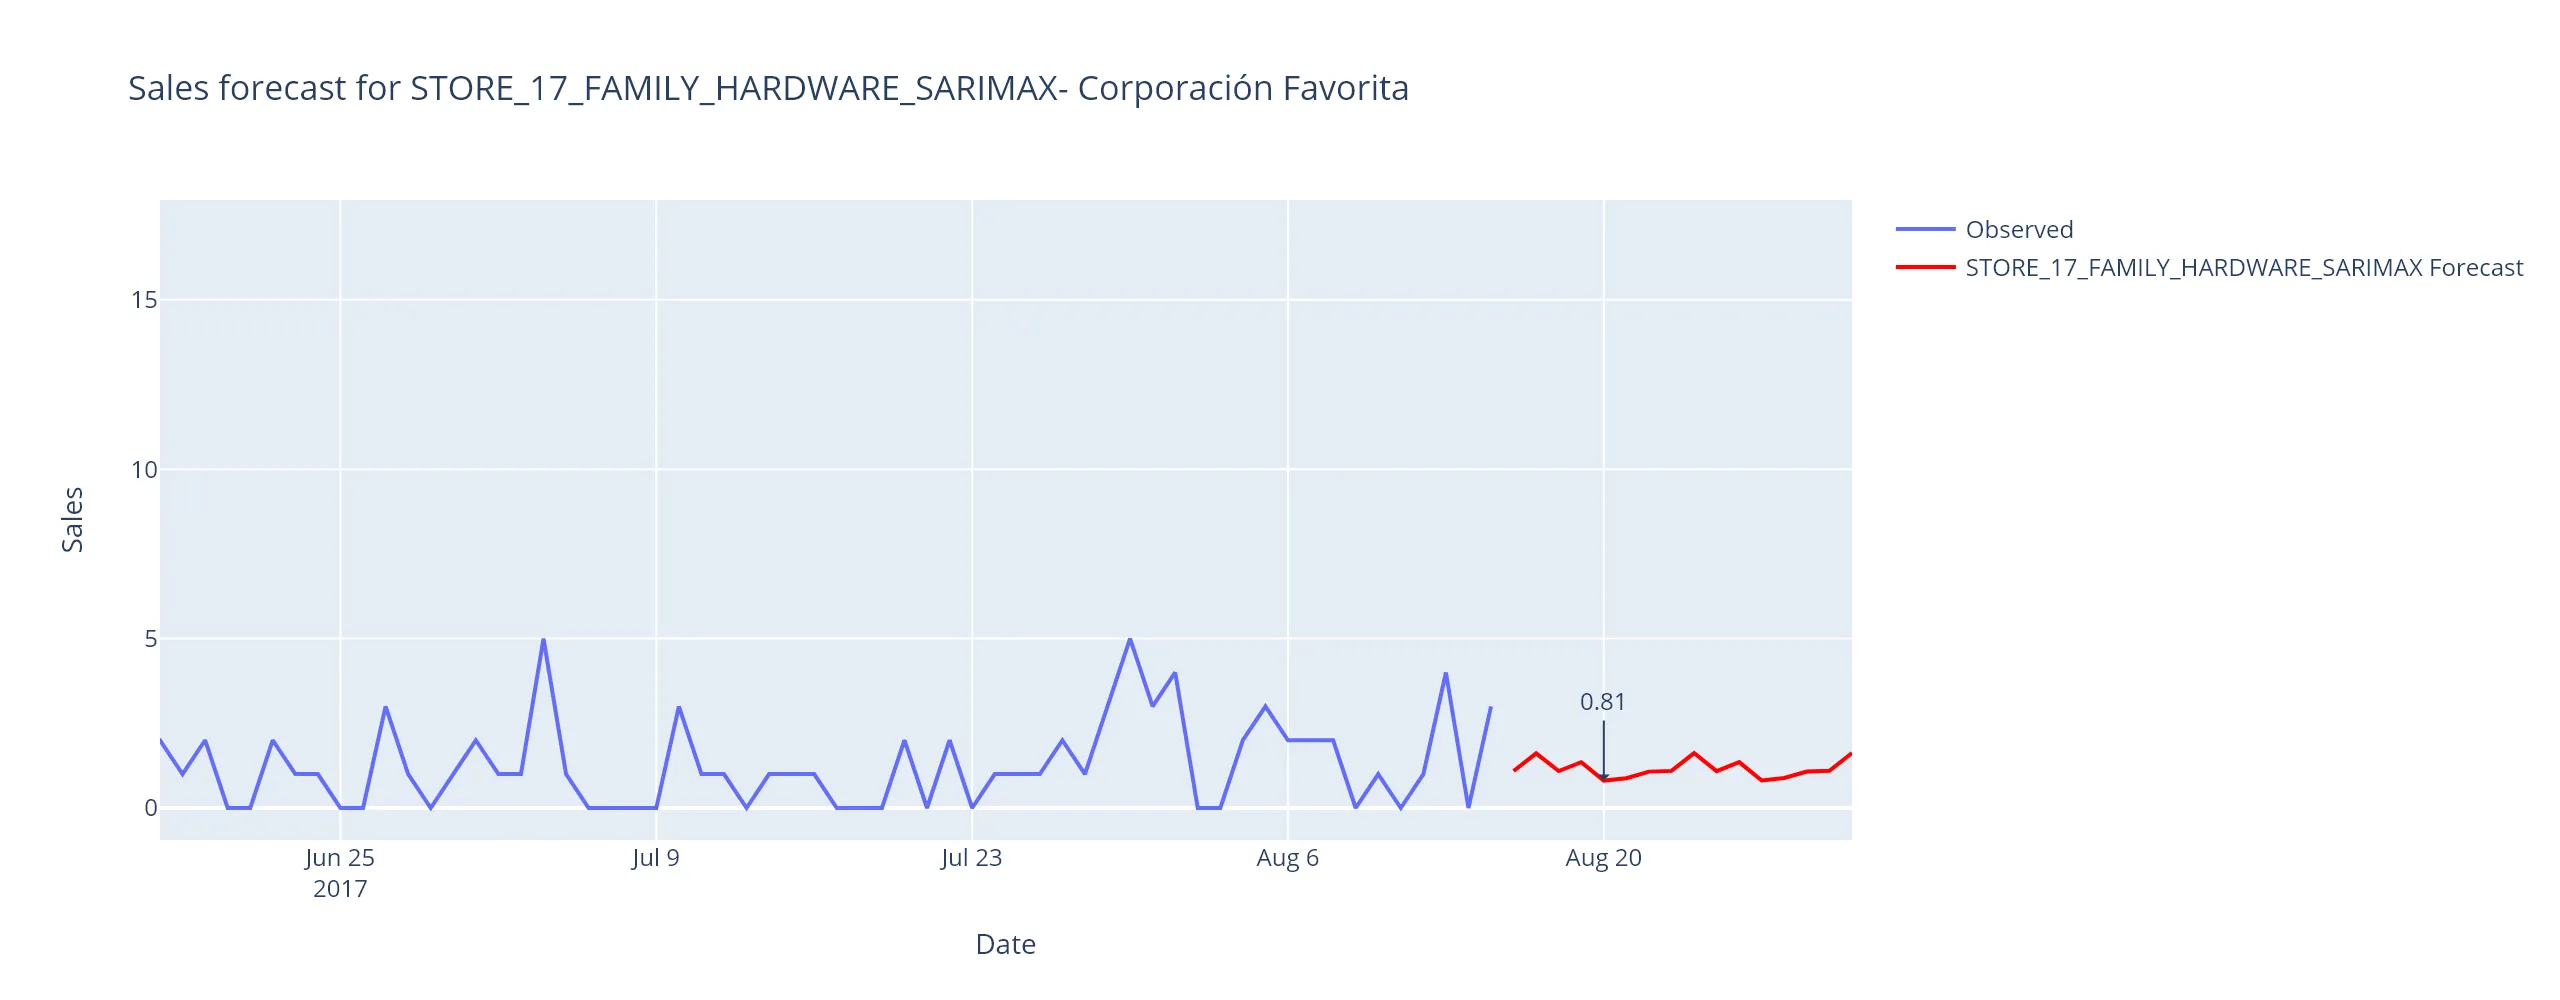 Sales forecast for STORE_17_FAMILY_HARDWARE_SARIMAX- Corporación Favorita
Observed
STORE_17_FAMILY_HARDWARE_SARIMAX Forecast
15
10
5
0
Sales
0.81
Jun 25
2017
Jul 9
Jul 23
Aug 6
Aug 20
Date